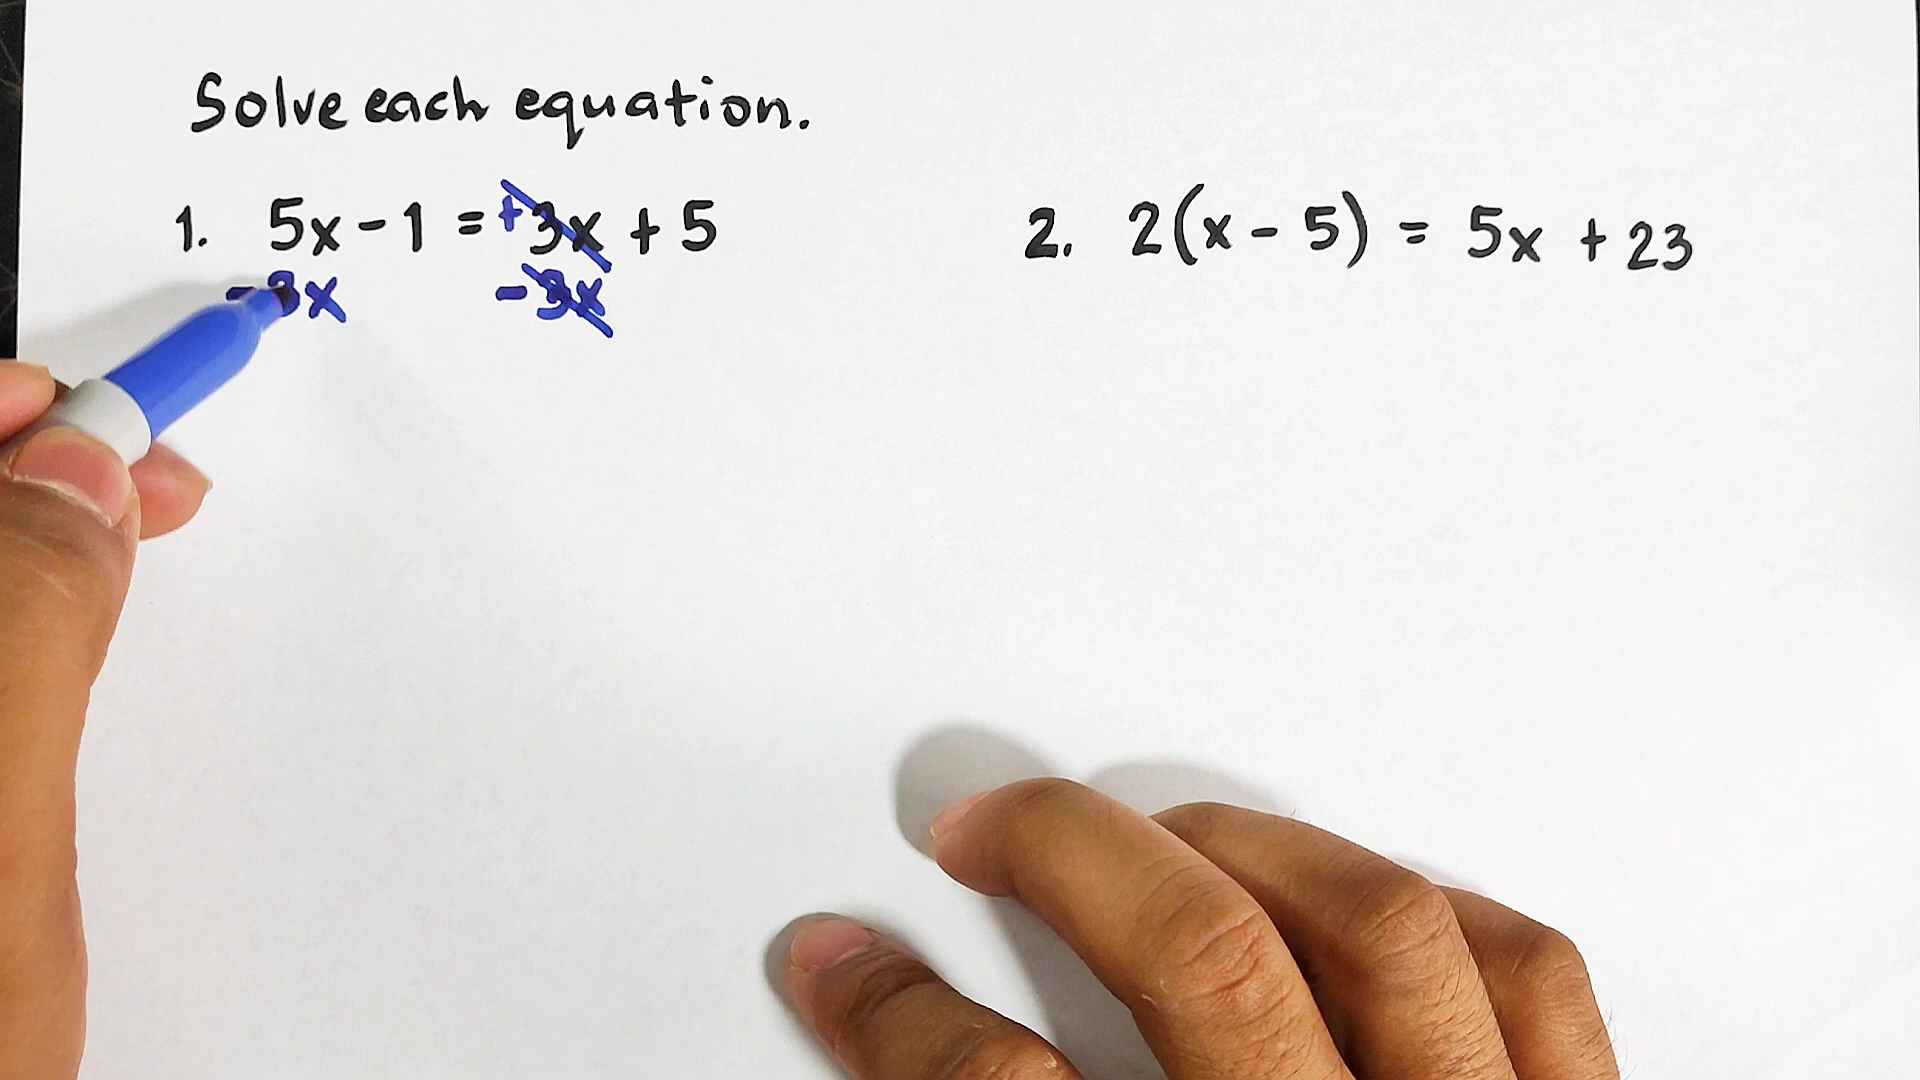 Solve each equation.
1. 5x - 1 = +3x + 5
-3x -3x
2. 2(x - 5) = 5x + 23